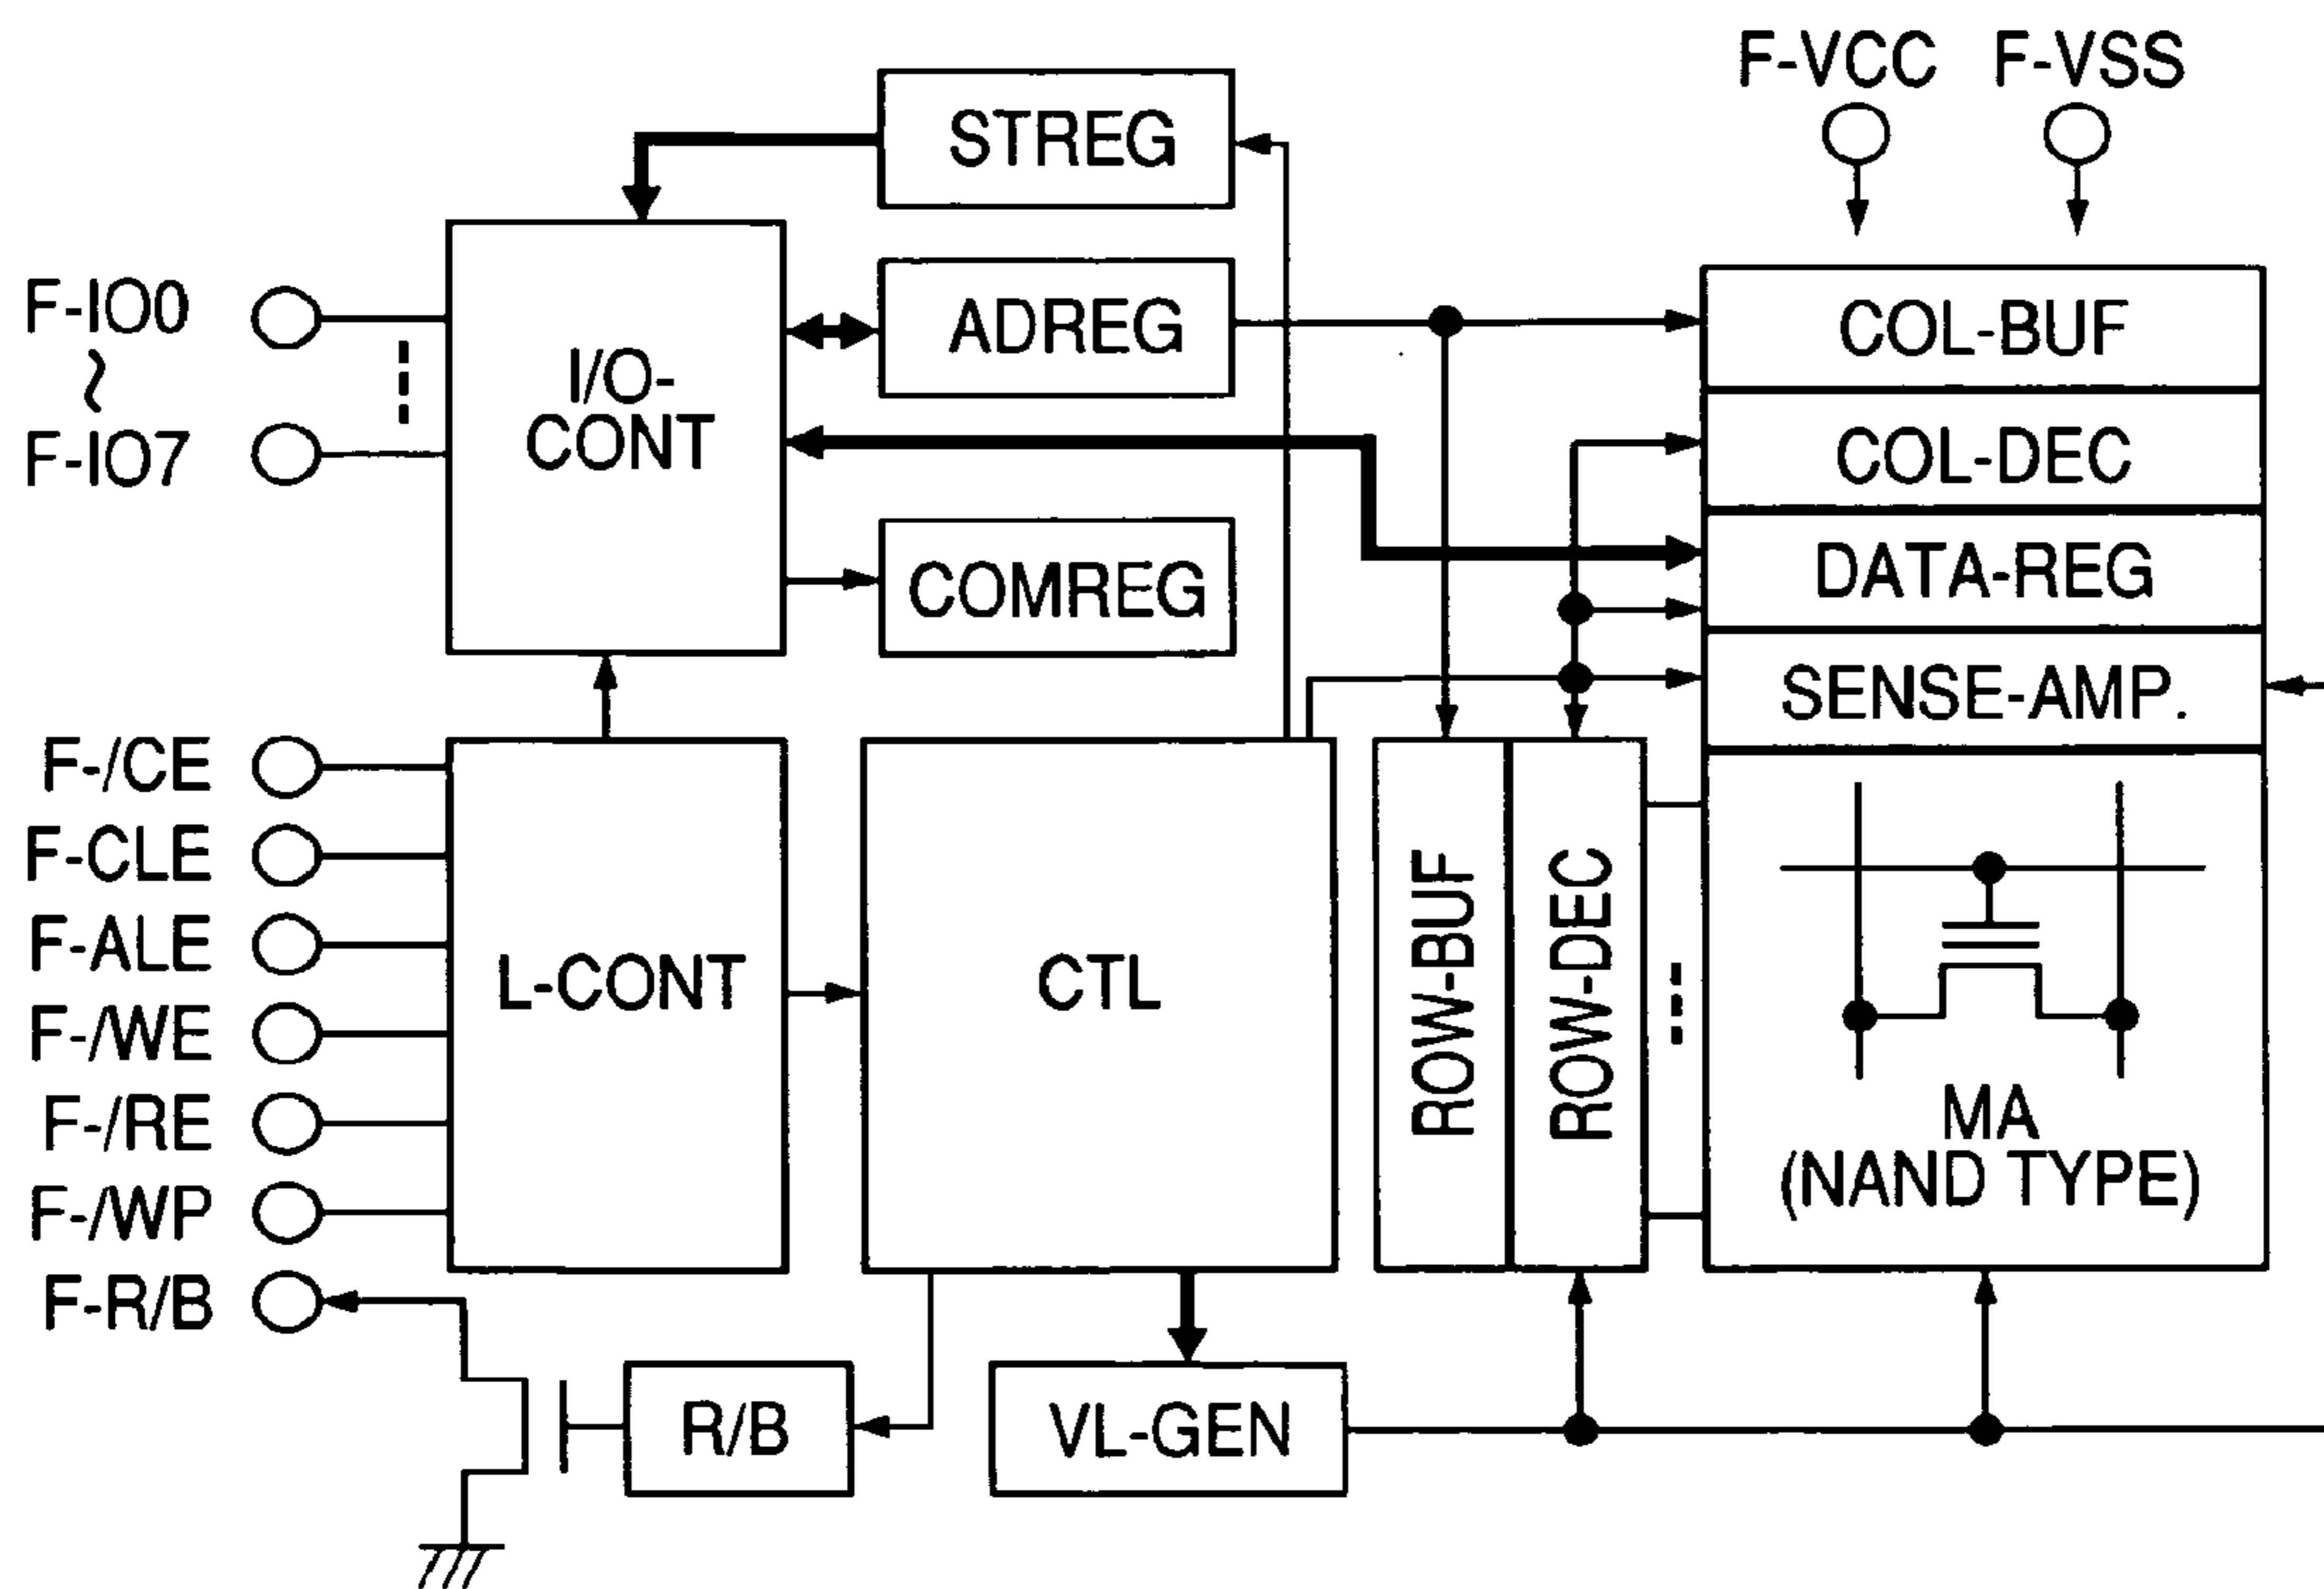 F-VCC
F-VSS
STREG
F-IO0
~
F-IO7
I/O-
CONT
ADREG
COL-BUF
COL-DEC
DATA-REG
COMREG
SENSE-AMP.
F-/CE
F-CLE
F-ALE
F-/WE
F-/RE
F-/WP
F-R/B
L-CONT
CTL
ROW-BUF
ROW-DEC
MA
(NAND TYPE)
R/B
VL-GEN